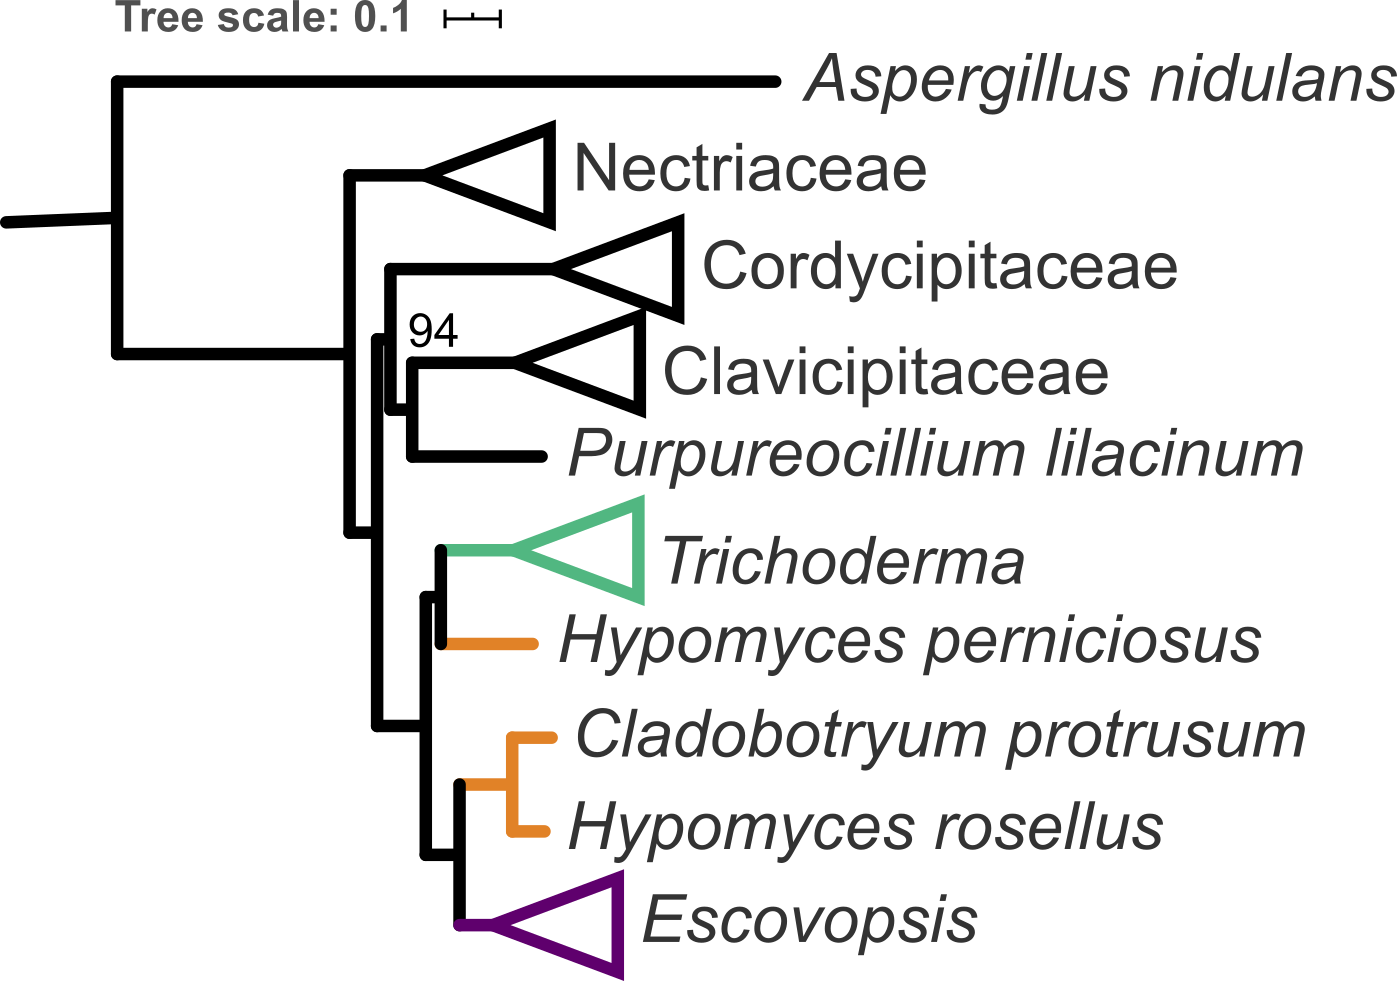 Tree scale: 0.1
Aspergillus nidulans
Nectriaceae
Cordycipitaceae
94
Clavicipitaceae
Purpureocillium lilacinum
Trichoderma
Hypomyces perniciosus
Cladobotryum protrusum
Hypomyces rosellus
Escovopsis